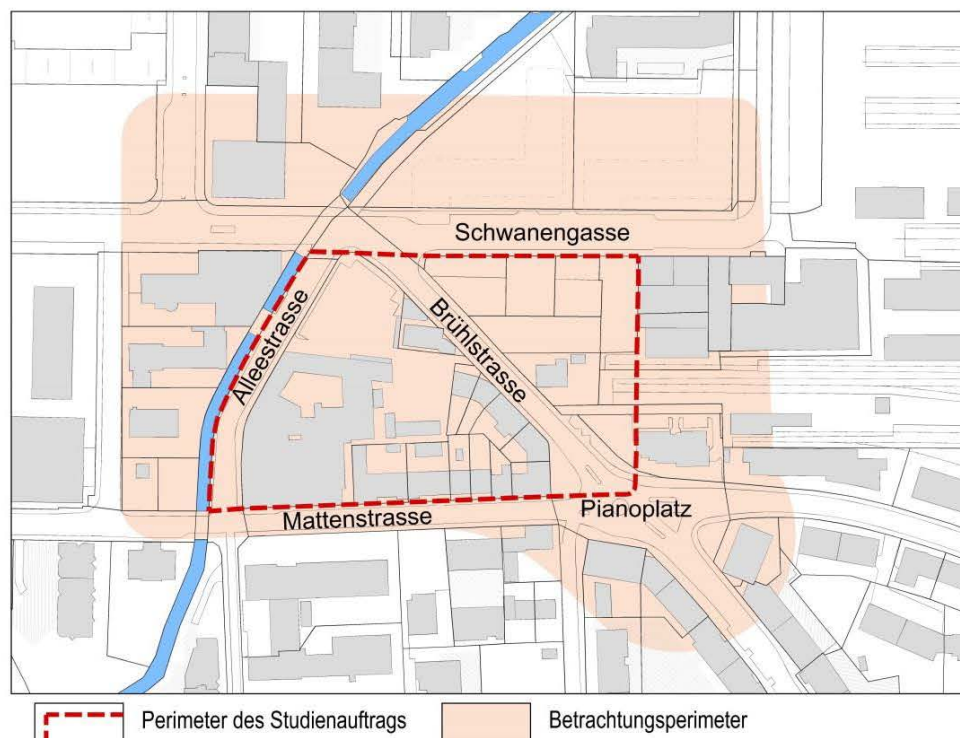 Schwanengasse
Alleestrasse
Brühlstrasse
Mattenstrasse
Pianoplatz
Perimeter des Studienauftrags
Betrachtungsperimeter